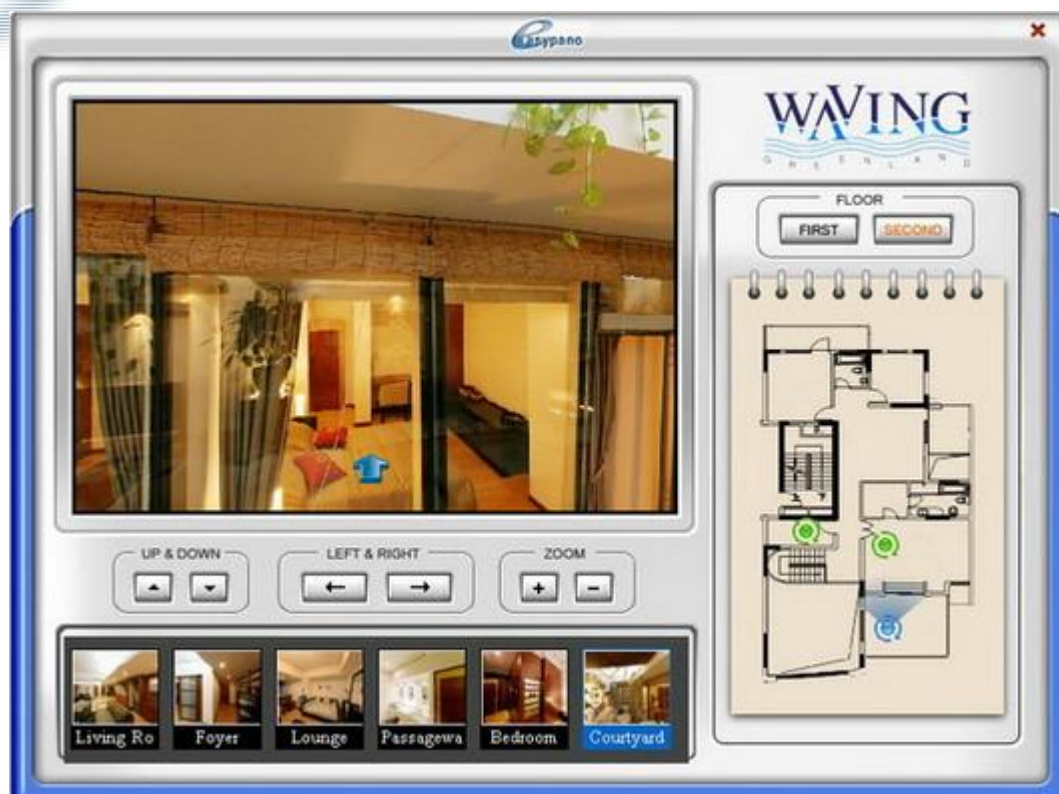 easypano
WAVING
GREENLAND
FLOOR
FIRST
SECOND
UP & DOWN
LEFT & RIGHT
ZOOM
Living Ro
Foyer
Lounge
Passagewa
Bedroom
Courtyard